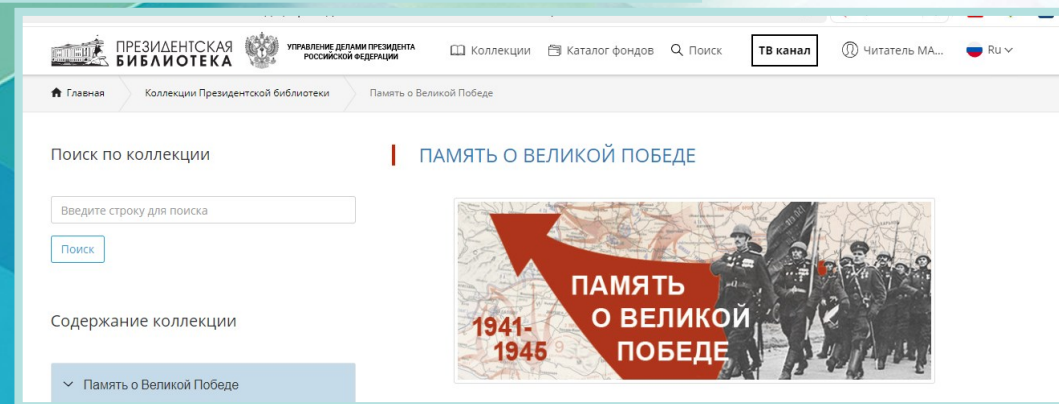 ПРЕЗИДЕНТСКАЯ
БИБЛИОТЕКА
УПРАВЛЕНИЕ ДЕЛАМИ ПРЕЗИДЕНТА
РОССИЙСКОЙ ФЕДЕРАЦИИ
Коллекции
Каталог фондов
Поиск
ТВ канал
Читатель МА...
Ru
Главная
Коллекции Президентской библиотеки
Память о Великой Победе
Поиск по коллекции
Введите строку для поиска
Поиск
Содержание коллекции
Память о Великой Победе
ПАМЯТЬ О ВЕЛИКОЙ ПОБЕДЕ
1941-
1945
ПАМЯТЬ
О ВЕЛИКОЙ
ПОБЕДЕ